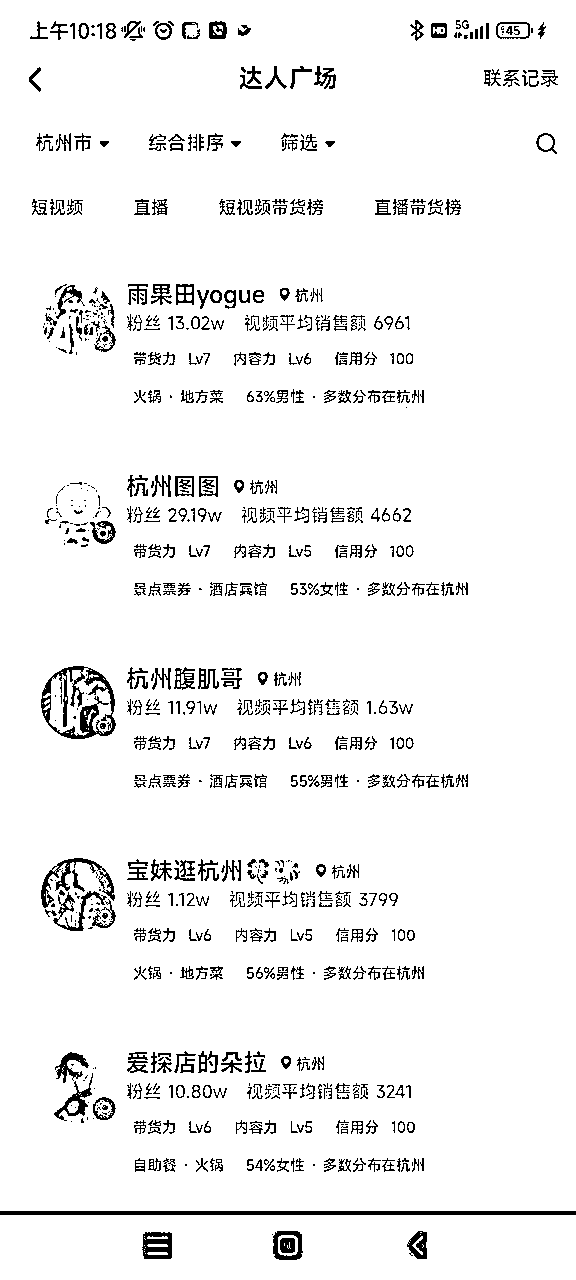 上午10:18
HD 5G 45
达人广场
联系记录
杭州市 综合排序 筛选
短视频 直播 短视频带货榜 直播带货榜
雨果田yogue 杭州
粉丝 13.02w 视频平均销售额 6961
带货力 Lv7 内容力 Lv6 信用分 100
火锅·地方菜 63%男性·多数分布在杭州
杭州图图 杭州
粉丝 29.19w 视频平均销售额 4662
带货力 Lv7 内容力 Lv5 信用分 100
景点票券·酒店宾馆 53%女性·多数分布在杭州
杭州腹肌哥 杭州
粉丝 11.91w 视频平均销售额 1.63w
带货力 Lv7 内容力 Lv6 信用分 100
景点票券·酒店宾馆 55%男性·多数分布在杭州
宝妹逛杭州🍀 杭州
粉丝 1.12w 视频平均销售额 3799
带货力 Lv6 内容力 Lv5 信用分 100
火锅·地方菜 56%男性·多数分布在杭州
爱探店的朵拉 杭州
粉丝 10.80w 视频平均销售额 3241
带货力 Lv6 内容力 Lv5 信用分 100
自助餐·火锅 54%女性·多数分布在杭州